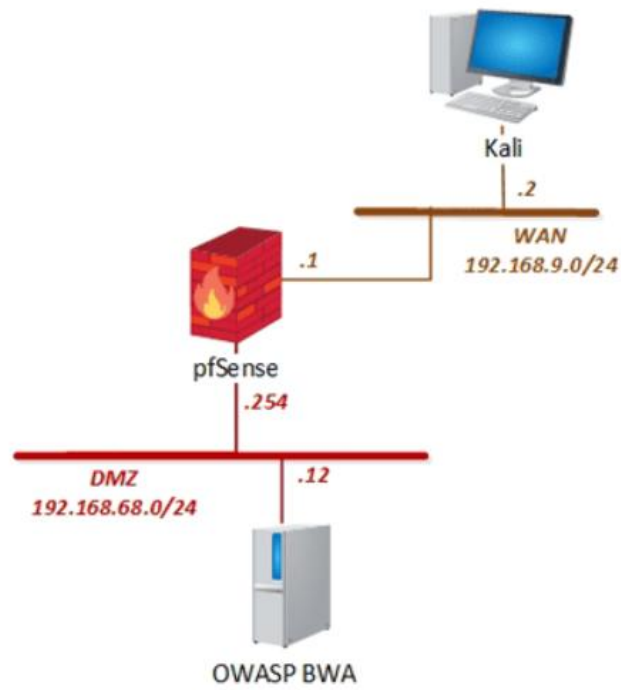 Kali
.2
WAN
192.168.9.0/24
.1
pfSense
.254
DMZ
192.168.68.0/24
.12
OWASP BWA